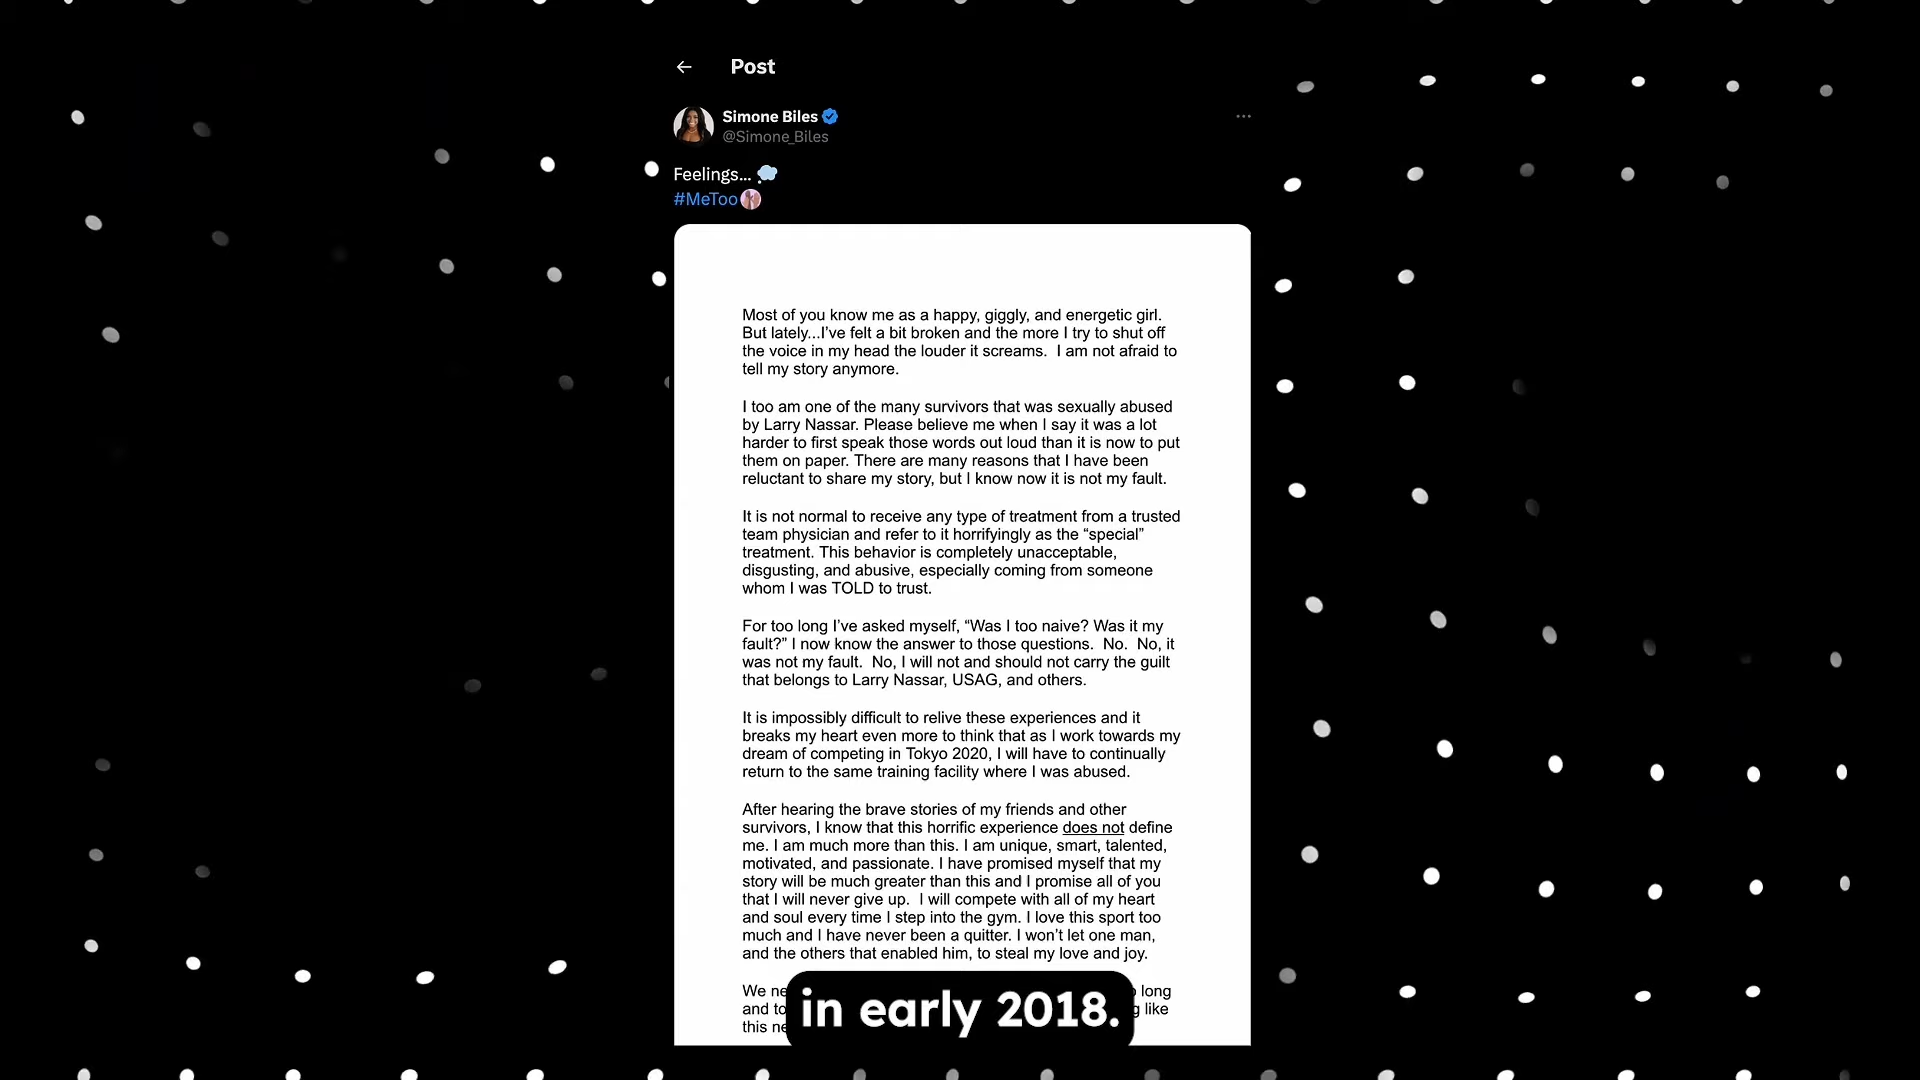 Post
Simone Biles
@Simone_Biles
Feelings...
#MeToo
Most of you know me as a happy, giggly, and energetic girl.
But lately...I've felt a bit broken and the more I try to shut off
the voice in my head the louder it screams.  I am not afraid to
tell my story anymore.
I too am one of the many survivors that was sexually abused
by Larry Nassar. Please believe me when I say it was a lot
harder to first speak those words out loud than it is now to put
them on paper. There are many reasons that I have been
reluctant to share my story, but I know now it is not my fault.
It is not normal to receive any type of treatment from a trusted
team physician and refer to it horrifyingly as the “special”
treatment. This behavior is completely unacceptable,
disgusting, and abusive, especially coming from someone
whom I was TOLD to trust.
For too long I've asked myself, “Was I too naive? Was it my
fault?” I now know the answer to those questions.  No.  No, it
was not my fault.  No, I will not and should not carry the guilt
that belongs to Larry Nassar, USAG, and others.
It is impossibly difficult to relive these experiences and it
breaks my heart even more to think that as I work towards my
dream of competing in Tokyo 2020, I will have to continually
return to the same training facility where I was abused.
After hearing the brave stories of my friends and other
survivors, I know that this horrific experience does not define
me. I am much more than this. I am unique, smart, talented,
motivated, and passionate. I have promised myself that my
story will be much greater than this and I promise all of you
that I will never give up.  I will compete with all of my heart
and soul every time I step into the gym. I love this sport too
much and I have never been a quitter. I won't let one man,
and the others that enabled him, to steal my love and joy.
We long
and like
this
in early 2018.